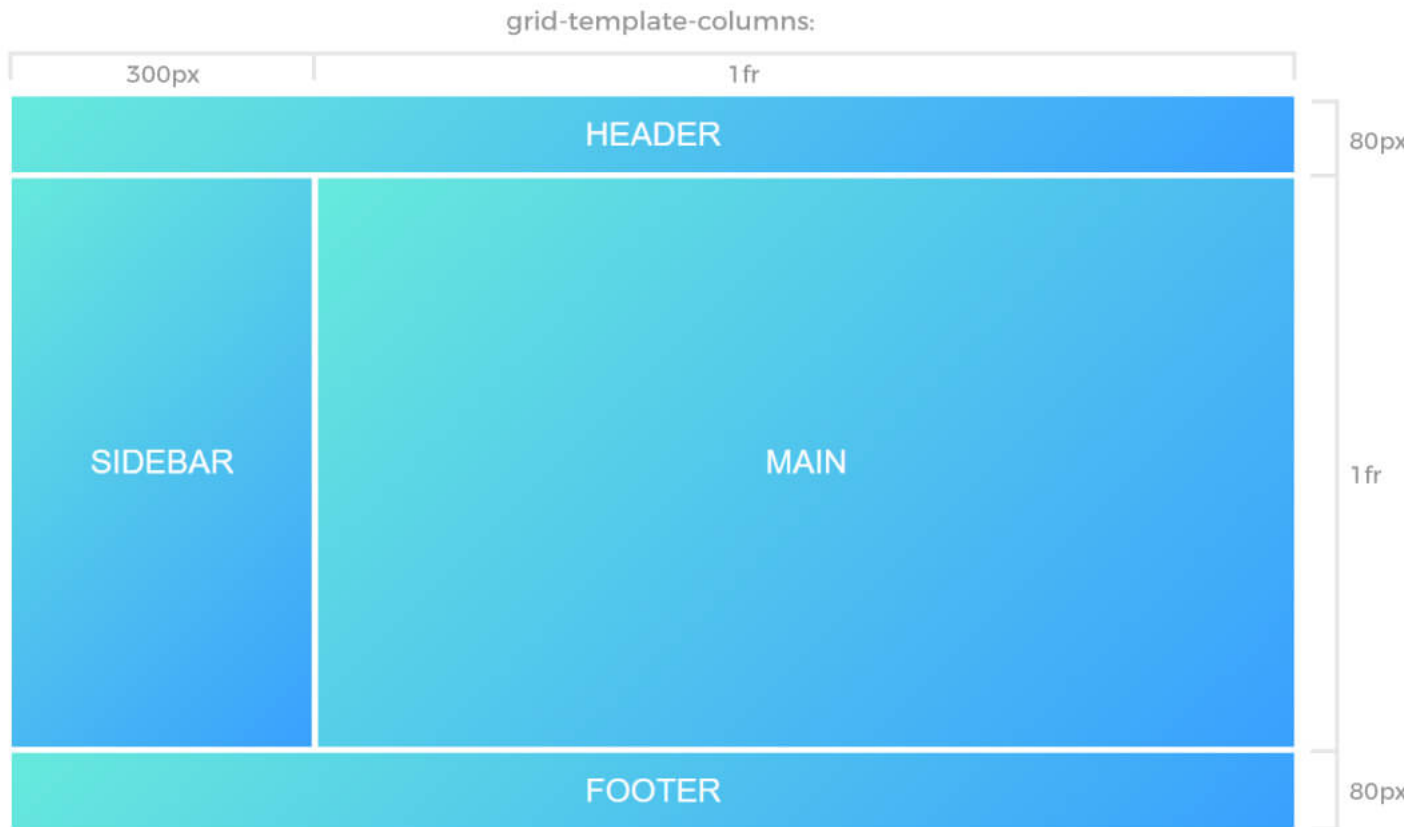 grid-template-columns:
300px 1fr
HEADER
80px
SIDEBAR
MAIN
1fr
FOOTER
80px